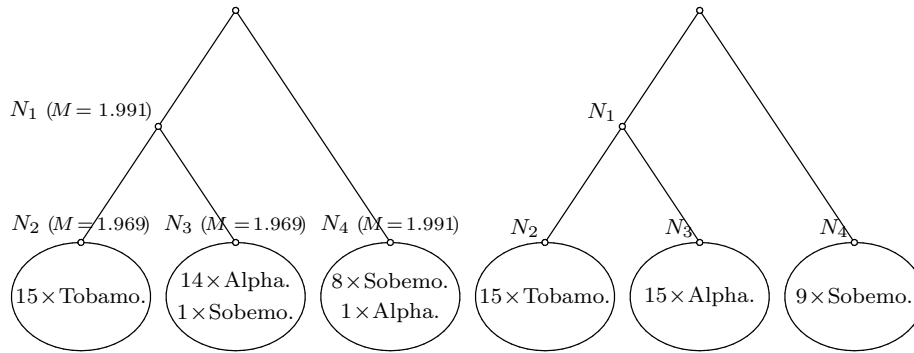 N₁ (M = 1.991)
N₁
N₂ (M = 1.969) N₃ (M = 1.969) N₄ (M = 1.991)
N₂ N₃ N₄
15×Tobamo.
14×Alpha.
1×Sobemo.
8×Sobemo.
1×Alpha.
15×Tobamo.
15×Alpha.
9×Sobemo.